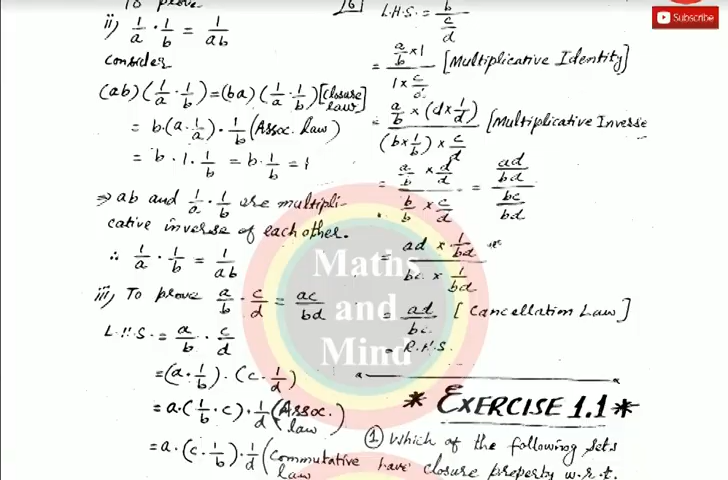 To prove
ii) 1/a · 1/b = 1/ab
consider
(ab)(1/a · 1/b) = (ba)(1/a · 1/b) [closure law]
= b·(a·1/a)·1/b (Assoc. law)
= b·1·1/b = b·1/b = 1
⇒ ab and 1/a · 1/b are multipli-
cative inverse of each other.
∴ 1/a · 1/b = 1/ab
iii) To prove a/b · c/d = ac/bd
L.H.S = a/b · c/d
= (a·1/b)·(c·1/d)
= a·(1/b·c)·1/d (Assoc. law)
= a·(c·1/b)·1/d (commutative law
[6]
L.H.S. = b / (c/d)
= (a/b × 1) / (1 × c/d) [Multiplicative Identity]
= (a/b × (d × 1/d)) / ((b × 1/b) × c/d) [Multiplicative Inverse
= (a/b × d/d) / (b/b × c/d) = (ad/bd) / (bc/bd)
= (ad × 1/bd) / (bc × 1/bd)
= ad/bc [Cancellation Law]
= R.H.S.
* EXERCISE 1.1 *
① Which of the following sets
have closure property w.r.t.
Maths
and
Mind
Subscribe